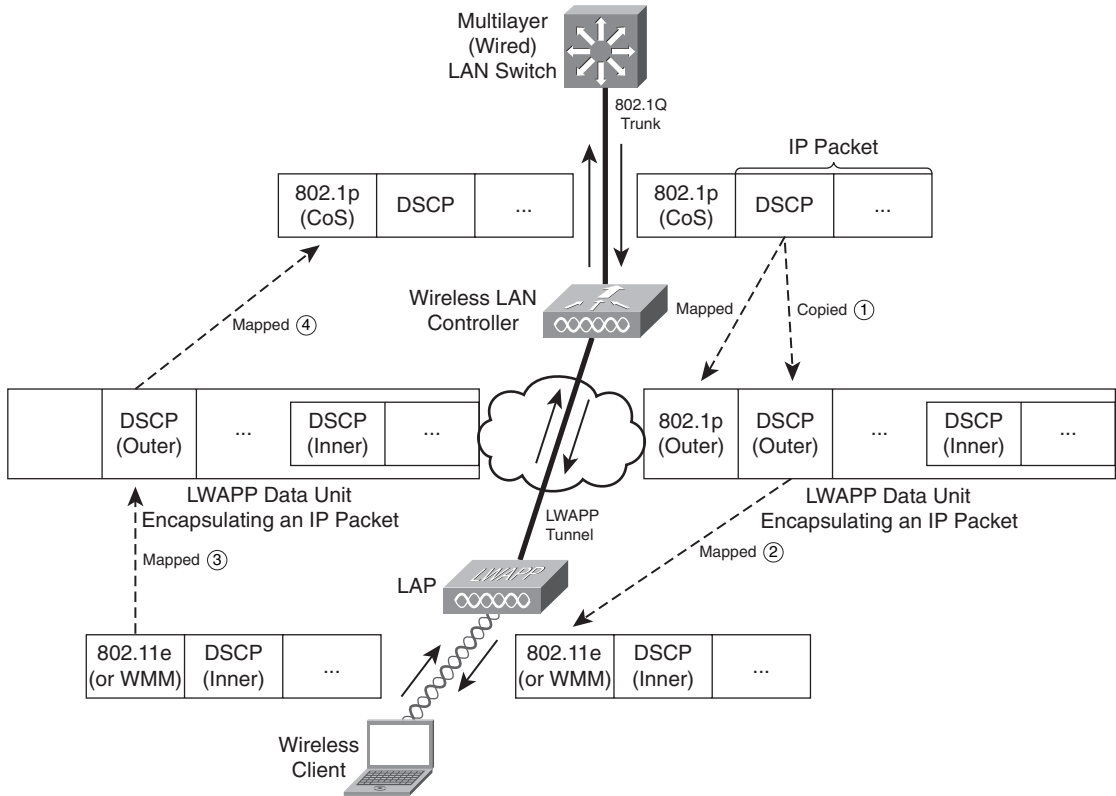 Multilayer
(Wired)
LAN Switch
802.1Q
Trunk
IP Packet
802.1p
(CoS)
DSCP
...
802.1p
(CoS)
DSCP
...
Wireless LAN
Controller
Mapped
Copied ①
Mapped ④
DSCP
(Outer)
...
DSCP
(Inner)
...
802.1p
(Outer)
DSCP
(Outer)
...
DSCP
(Inner)
...
LWAPP Data Unit
Encapsulating an IP Packet
LWAPP
Tunnel
LWAPP Data Unit
Encapsulating an IP Packet
Mapped ③
Mapped ②
LAP
LWAPP
802.11e
(or WMM)
DSCP
(Inner)
...
802.11e
(or WMM)
DSCP
(Inner)
...
Wireless
Client